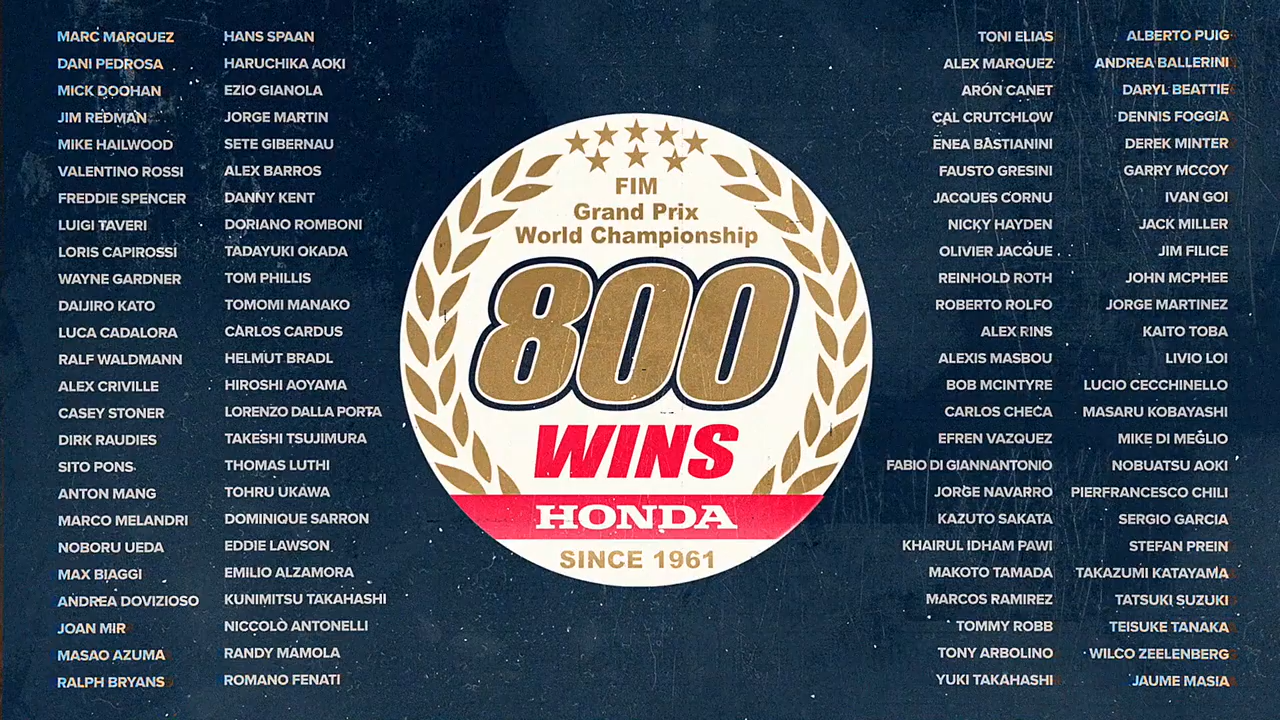 MARC MARQUEZ
DANI PEDROSA
MICK DOOHAN
JIM REDMAN
MIKE HAILWOOD
VALENTINO ROSSI
FREDDIE SPENCER
LUIGI TAVERI
LORIS CAPIROSSI
WAYNE GARDNER
DAIJIRO KATO
LUCA CADALORA
RALF WALDMANN
ALEX CRIVILLE
CASEY STONER
DIRK RAUDIES
SITO PONS
ANTON MANG
MARCO MELANDRI
NOBORU UEDA
MAX BIAGGI
ANDREA DOVIZIOSO
JOAN MIR
MASAO AZUMA
RALPH BRYANS
HANS SPAAN
HARUCHIKA AOKI
EZIO GIANOLA
JORGE MARTIN
SETE GIBERNAU
ALEX BARROS
DANNY KENT
DORIANO ROMBONI
TADAYUKI OKADA
TOM PHILLIS
TOMOMI MANAKO
CARLOS CARDUS
HELMUT BRADL
HIROSHI AOYAMA
LORENZO DALLA PORTA
TAKESHI TSUJIMURA
THOMAS LUTHI
TOHRU UKAWA
DOMINIQUE SARRON
EDDIE LAWSON
EMILIO ALZAMORA
KUNIMITSU TAKAHASHI
NICCOLÒ ANTONELLI
RANDY MAMOLA
ROMANO FENATI
FIM
Grand Prix
World Championship
800
WINS
HONDA
SINCE 1961
TONI ELIAS
ALEX MARQUEZ
ARÓN CANET
CAL CRUTCHLOW
ENEA BASTIANINI
FAUSTO GRESINI
JACQUES CORNU
NICKY HAYDEN
OLIVIER JACQUE
REINHOLD ROTH
ROBERTO ROLFO
ALEX RINS
ALEXIS MASBOU
BOB MCINTYRE
CARLOS CHECA
EFREN VAZQUEZ
FABIO DI GIANNANTONIO
JORGE NAVARRO
KAZUTO SAKATA
KHAIRUL IDHAM PAWI
MAKOTO TAMADA
MARCOS RAMIREZ
TOMMY ROBB
TONY ARBOLINO
YUKI TAKAHASHI
ALBERTO PUIG
ANDREA BALLERINI
DARYL BEATTIE
DENNIS FOGGIA
DEREK MINTER
GARRY MCCOY
IVAN GOI
JACK MILLER
JIM FILICE
JOHN MCPHEE
JORGE MARTINEZ
KAITO TOBA
LIVIO LOI
LUCIO CECCHINELLO
MASARU KOBAYASHI
MIKE DI MEGLIO
NOBUATSU AOKI
PIERFRANCESCO CHILI
SERGIO GARCIA
STEFAN PREIN
TAKAZUMI KATAYAMA
TATSUKI SUZUKI
TEISUKE TANAKA
WILCO ZEELENBERG
JAUME MASIA